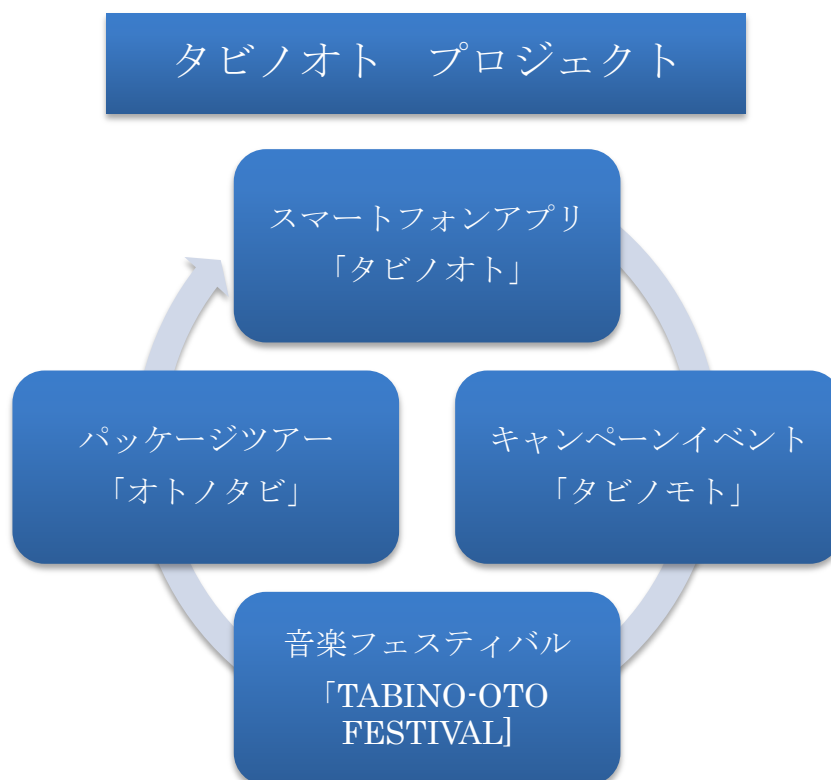 タビノオト　プロジェクト
スマートフォンアプリ
「タビノオト」
パッケージツアー
「オトノタビ」
キャンペーンイベント
「タビノモト」
音楽フェスティバル
「TABINO-OTO
FESTIVAL]